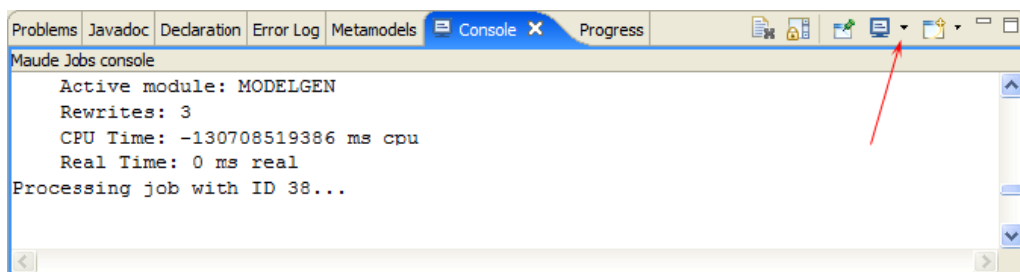 Problems Javadoc Declaration Error Log Metamodels Console Progress
Maude Jobs console
Active module: MODELGEN
Rewrites: 3
CPU Time: -130708519386 ms cpu
Real Time: 0 ms real
Processing job with ID 38...